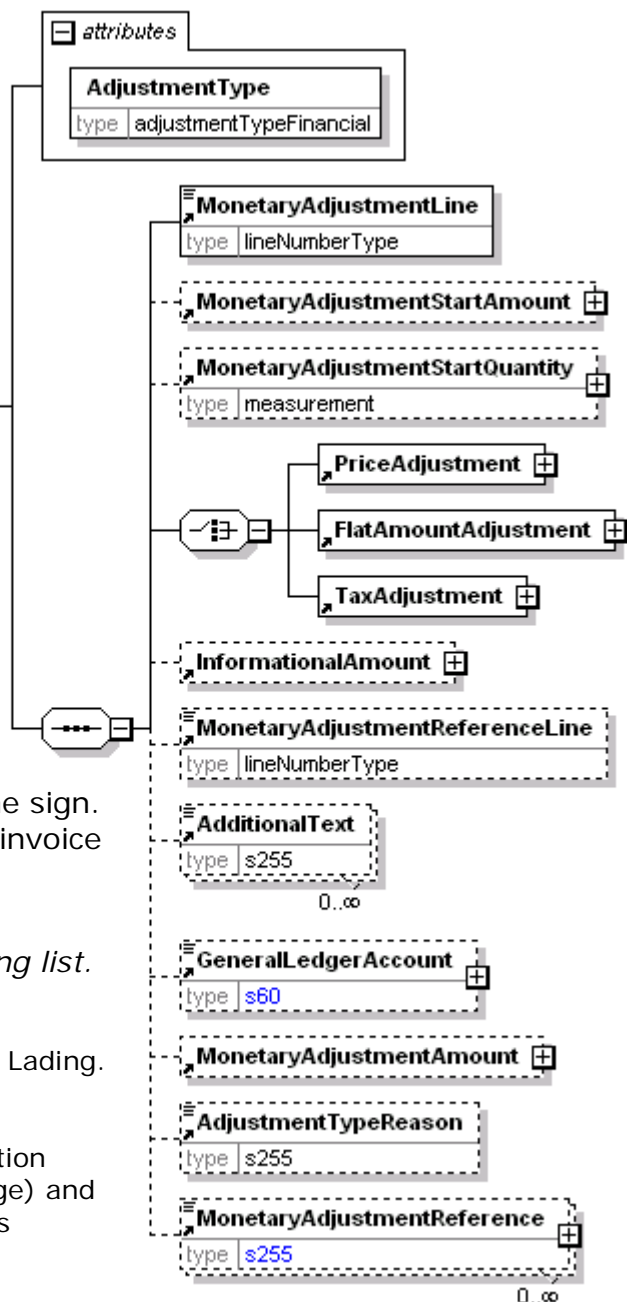 attributes
AdjustmentType
type adjustmentTypeFinancial
MonetaryAdjustmentLine
type lineNumberType
MonetaryAdjustmentStartAmount
MonetaryAdjustmentStartQuantity
type measurement
PriceAdjustment
FlatAmountAdjustment
TaxAdjustment
InformationalAmount
MonetaryAdjustmentReferenceLine
type lineNumberType
AdditionalText
type s255
0..∞
GeneralLedgerAccount
type s60
MonetaryAdjustmentAmount
AdjustmentTypeReason
type s255
MonetaryAdjustmentReference
type s255
0..∞
e sign.
invoice
ng list.
Lading.
tion
ge) and
s